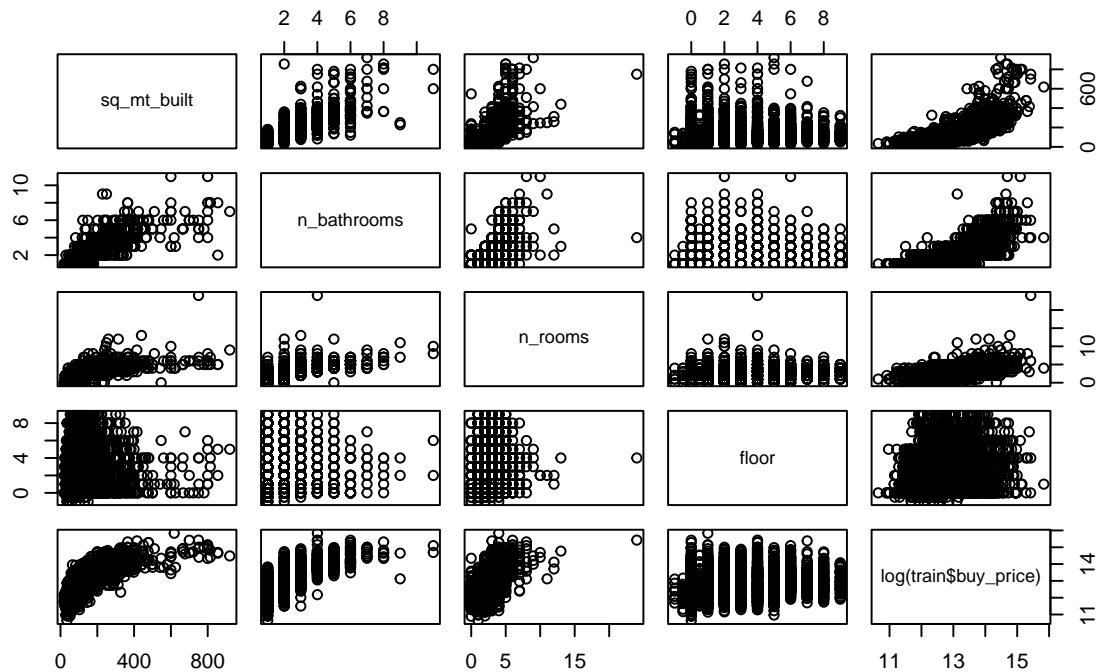 2 4 6 8
0 2 4 6 8
sq_mt_built
0 600
2 6 10
n_bathrooms
n_rooms
0 10
0 4 8
floor
log(train$buy_price)
11 14
0 400 800
0 5 15
11 13 15